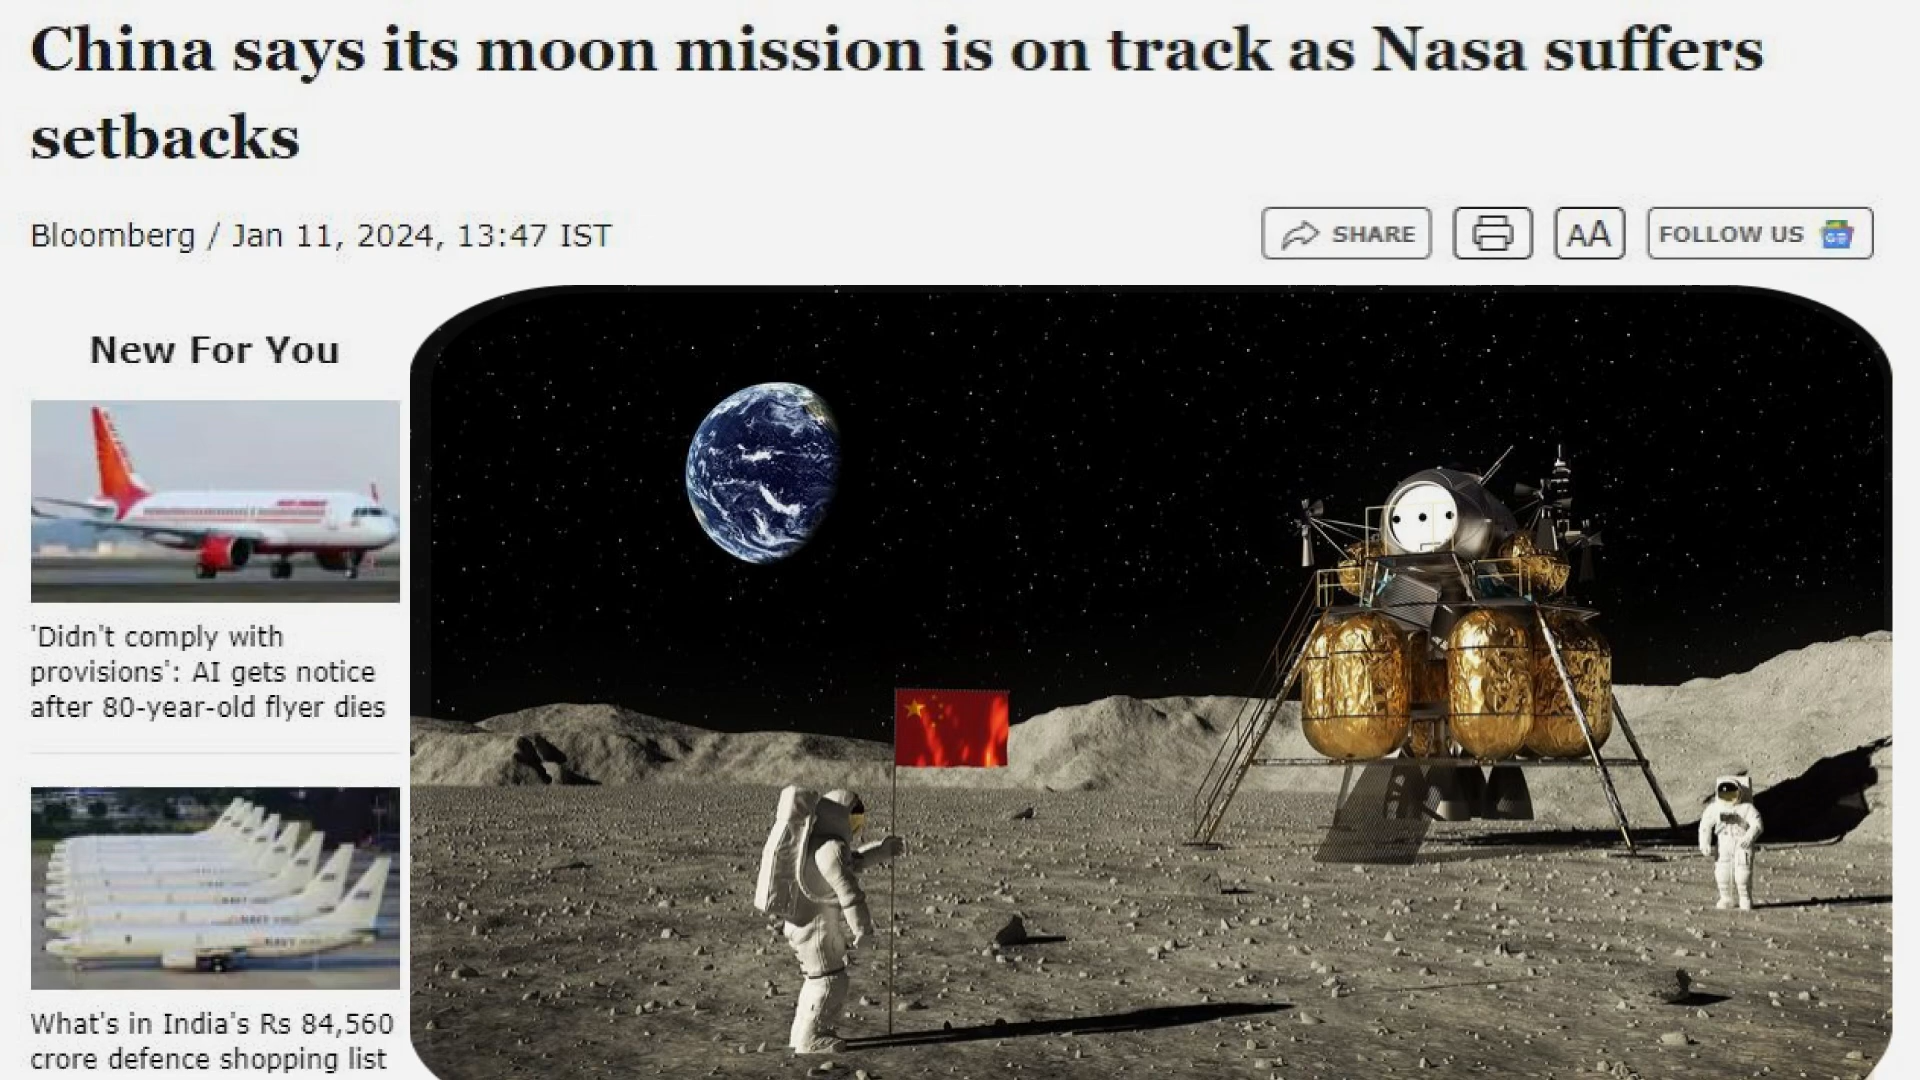 China says its moon mission is on track as Nasa suffers
setbacks
Bloomberg / Jan 11, 2024, 13:47 IST
SHARE
AA
FOLLOW US
New For You
'Didn't comply with
provisions': AI gets notice
after 80-year-old flyer dies
What's in India's Rs 84,560
crore defence shopping list